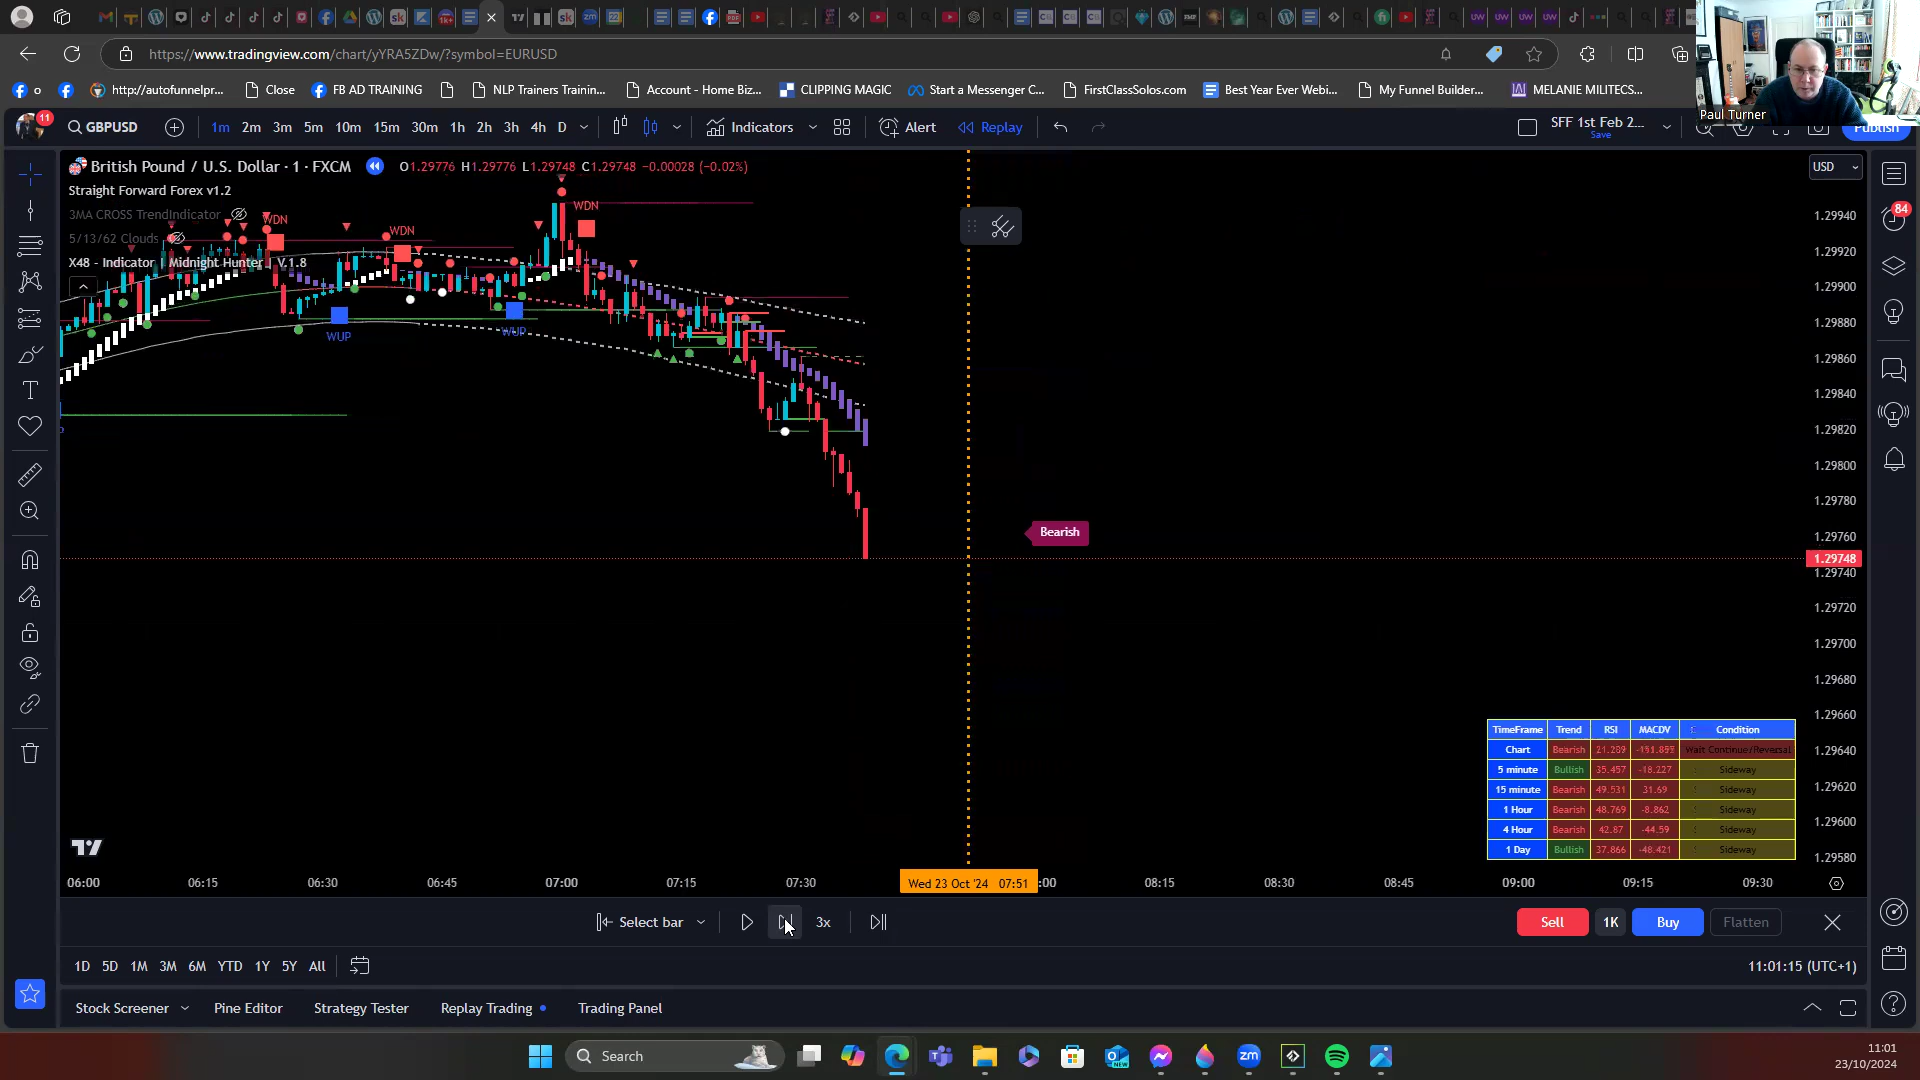 https://www.tradingview.com/chart/yYRA5ZDw/?symbol=EURUSD
Paul Turner
o
http://autofunnelpr...
Close
FB AD TRAINING
NLP Trainers Trainin...
Account - Home Biz...
CLIPPING MAGIC
Start a Messenger C...
FirstClassSolos.com
Best Year Ever Webi...
My Funnel Builder...
MELANIE MILITECS...
11
GBPUSD
1m 2m 3m 5m 10m 15m 30m 1h 2h 3h 4h D
Indicators
Alert
Replay
SFF 1st Feb 2...
Save
Publish
British Pound / U.S. Dollar · 1 · FXCM
O1.29776 H1.29776 L1.29748 C1.29748 −0.00028 (−0.02%)
USD
Straight Forward Forex v1.2
3MA CROSS TrendIndicator
5/13/62 Clouds
X48 - Indicator | Midnight Hunter | V.1.8
WDN
WDN
WDN
WUP
WUP
Bearish
84
1.29940
1.29920
1.29900
1.29880
1.29860
1.29840
1.29820
1.29800
1.29780
1.29760
1.29748
1.29740
1.29720
1.29700
1.29680
1.29660
1.29640
1.29620
1.29600
1.29580
TimeFrame Trend RSI MACDV Condition
Chart Bearish 21.289 -151.857 Wait Continue/Reversal
5 minute Bullish 35.457 -18.227 Sideway
15 minute Bearish 49.531 31.69 Sideway
1 Hour Bearish 48.769 -8.862 Sideway
4 Hour Bearish 42.87 -44.59 Sideway
1 Day Bullish 37.866 -48.421 Sideway
06:00 06:15 06:30 06:45 07:00 07:15 07:30 Wed 23 Oct '24 07:51 :00 08:15 08:30 08:45 09:00 09:15 09:30
Select bar
3x
Sell
1K
Buy
Flatten
1D 5D 1M 3M 6M YTD 1Y 5Y All
11:01:15 (UTC+1)
Stock Screener
Pine Editor
Strategy Tester
Replay Trading
Trading Panel
Search
11:01
23/10/2024